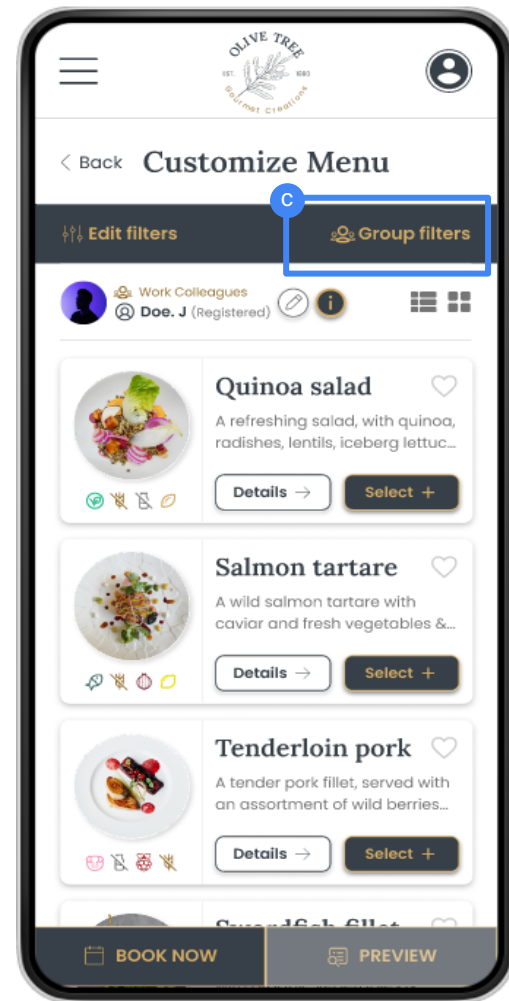 OLIVE TREE
EST. 1980
Gourmet Creations
< Back Customize Menu
C
Edit filters Group filters
Work Colleagues
Doe. J (Registered)
i
Quinoa salad
A refreshing salad, with quinoa,
radishes, lentils, iceberg lettuc...
Details → Select +
Salmon tartare
A wild salmon tartare with
caviar and fresh vegetables &...
Details → Select +
Tenderloin pork
A tender pork fillet, served with
an assortment of wild berries...
Details → Select +
Swordfish fillet
BOOK NOW PREVIEW